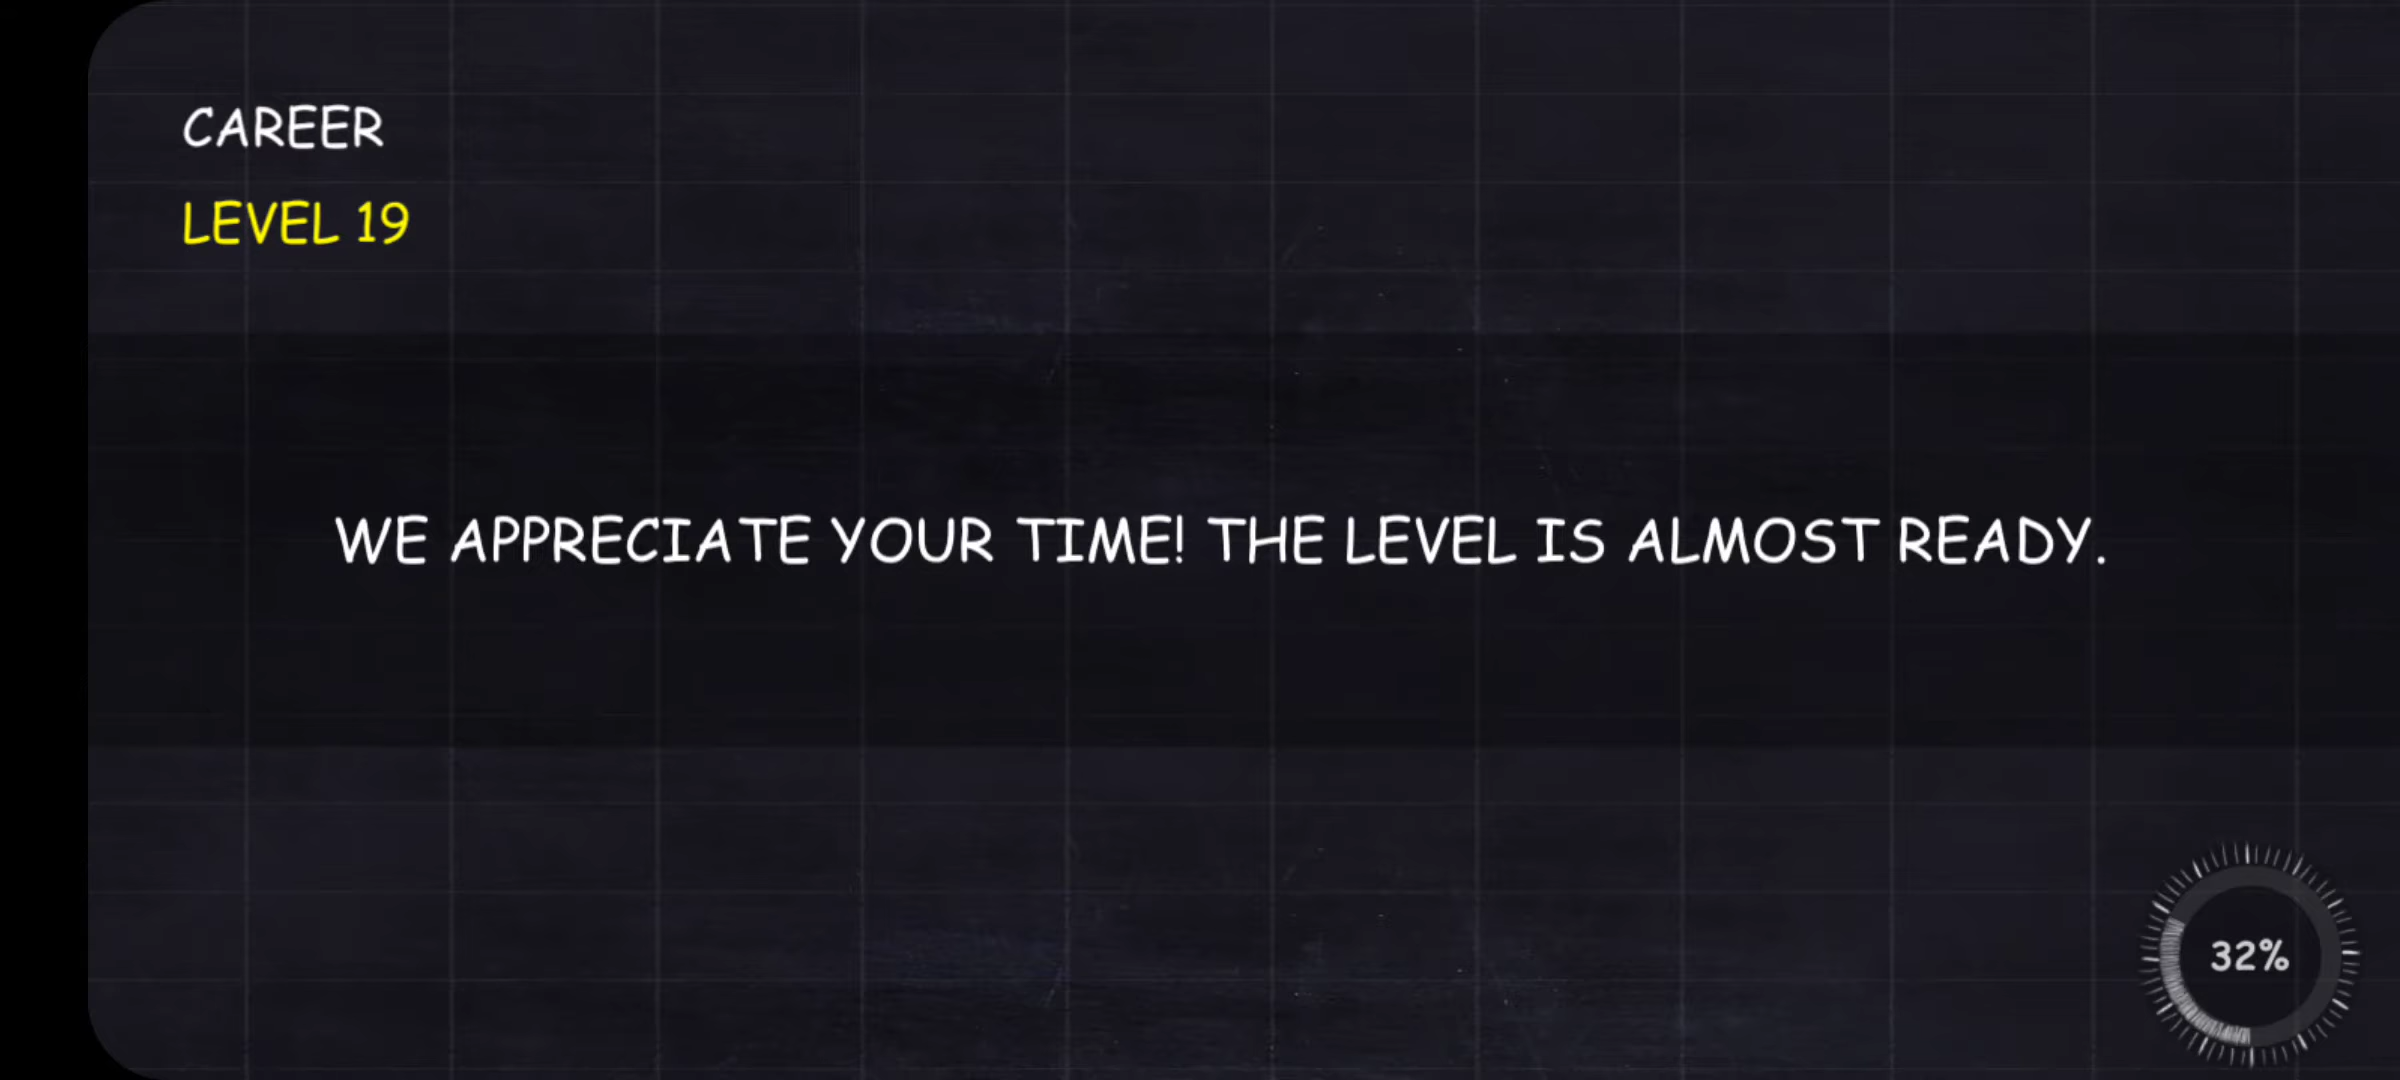 CAREER
LEVEL 19
WE APPRECIATE YOUR TIME! THE LEVEL IS ALMOST READY.
32%